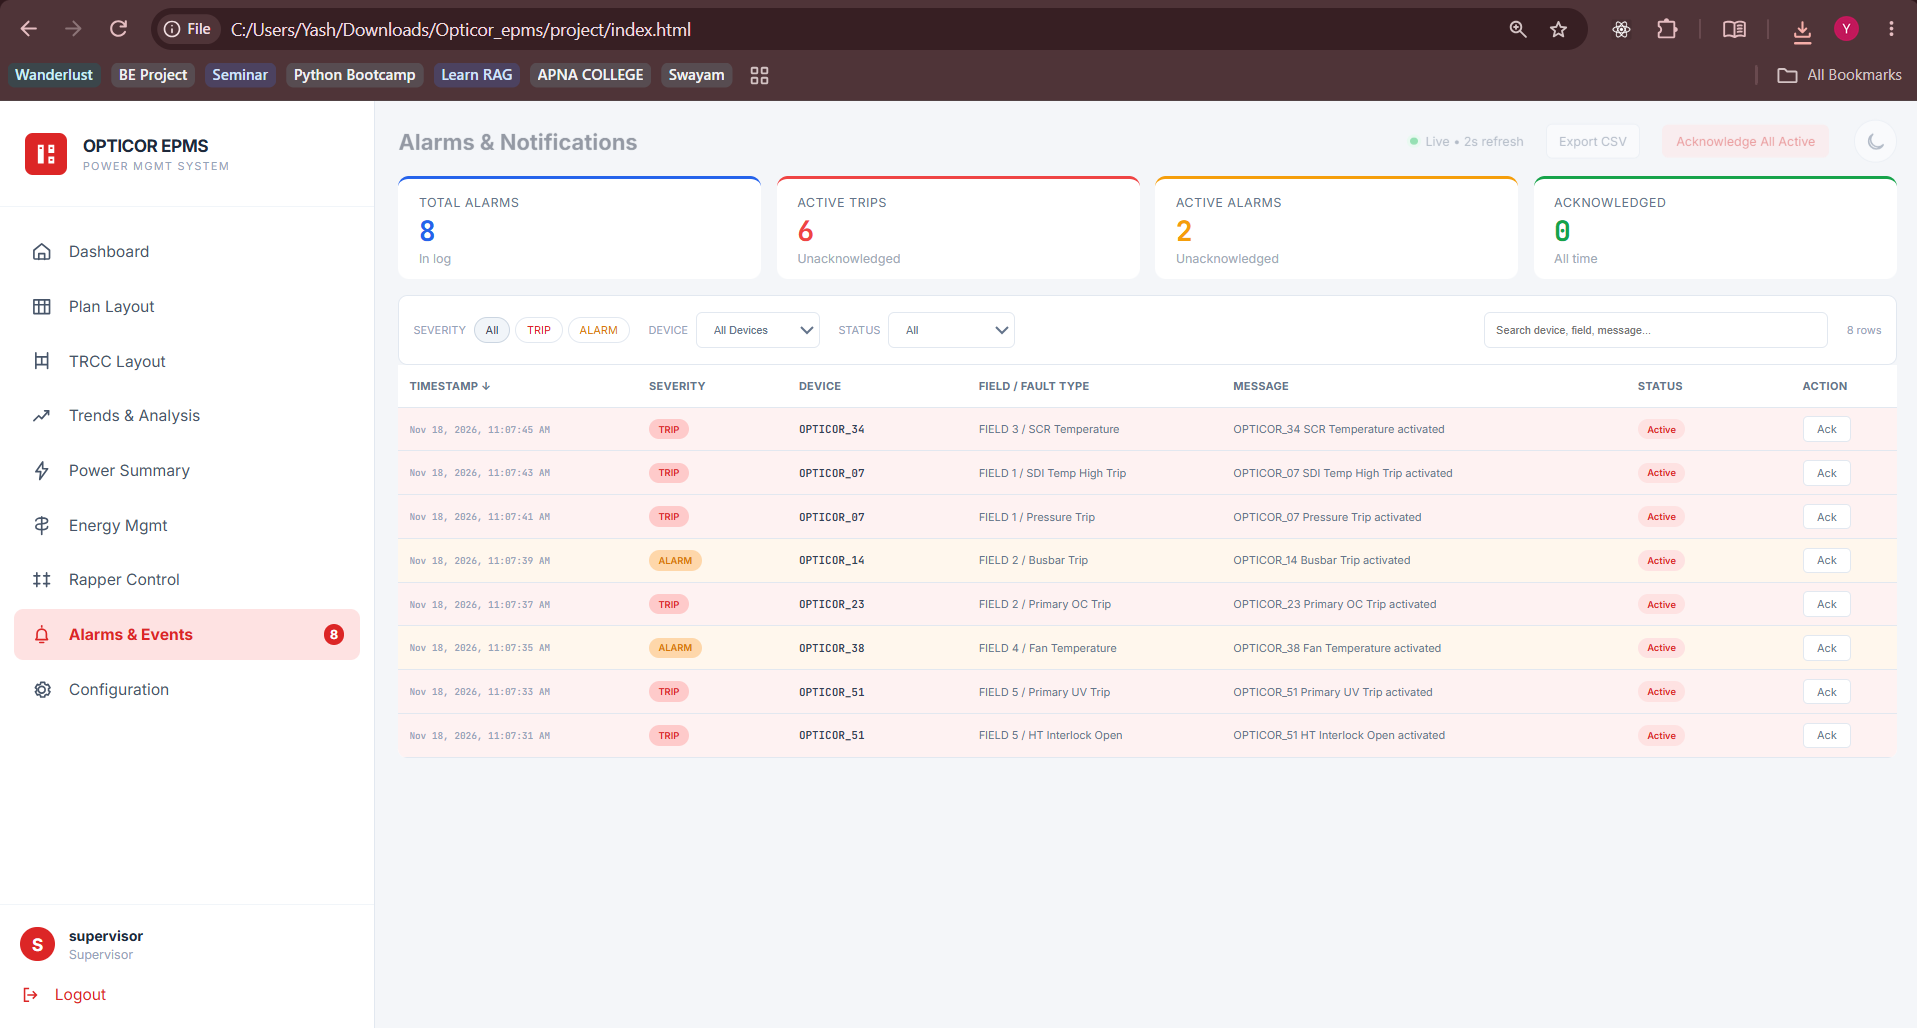 File C:/Users/Yash/Downloads/Opticor_epms/project/index.html Y
Wanderlust BE Project Seminar Python Bootcamp Learn RAG APNA COLLEGE Swayam All Bookmarks
OPTICOR EPMS
POWER MGMT SYSTEM
Dashboard
Plan Layout
TRCC Layout
Trends & Analysis
Power Summary
Energy Mgmt
Rapper Control
Alarms & Events 8
Configuration
S
supervisor
Supervisor
Logout
Alarms & Notifications
Live • 2s refresh Export CSV Acknowledge All Active
TOTAL ALARMS
8
In log
ACTIVE TRIPS
6
Unacknowledged
ACTIVE ALARMS
2
Unacknowledged
ACKNOWLEDGED
0
All time
SEVERITY All TRIP ALARM DEVICE All Devices STATUS All Search device, field, message... 8 rows
TIMESTAMP ↓ SEVERITY DEVICE FIELD / FAULT TYPE MESSAGE STATUS ACTION
Nov 18, 2026, 11:07:45 AM TRIP OPTICOR_34 FIELD 3 / SCR Temperature OPTICOR_34 SCR Temperature activated Active Ack
Nov 18, 2026, 11:07:43 AM TRIP OPTICOR_07 FIELD 1 / SDI Temp High Trip OPTICOR_07 SDI Temp High Trip activated Active Ack
Nov 18, 2026, 11:07:41 AM TRIP OPTICOR_07 FIELD 1 / Pressure Trip OPTICOR_07 Pressure Trip activated Active Ack
Nov 18, 2026, 11:07:39 AM ALARM OPTICOR_14 FIELD 2 / Busbar Trip OPTICOR_14 Busbar Trip activated Active Ack
Nov 18, 2026, 11:07:37 AM TRIP OPTICOR_23 FIELD 2 / Primary OC Trip OPTICOR_23 Primary OC Trip activated Active Ack
Nov 18, 2026, 11:07:35 AM ALARM OPTICOR_38 FIELD 4 / Fan Temperature OPTICOR_38 Fan Temperature activated Active Ack
Nov 18, 2026, 11:07:33 AM TRIP OPTICOR_51 FIELD 5 / Primary UV Trip OPTICOR_51 Primary UV Trip activated Active Ack
Nov 18, 2026, 11:07:31 AM TRIP OPTICOR_51 FIELD 5 / HT Interlock Open OPTICOR_51 HT Interlock Open activated Active Ack